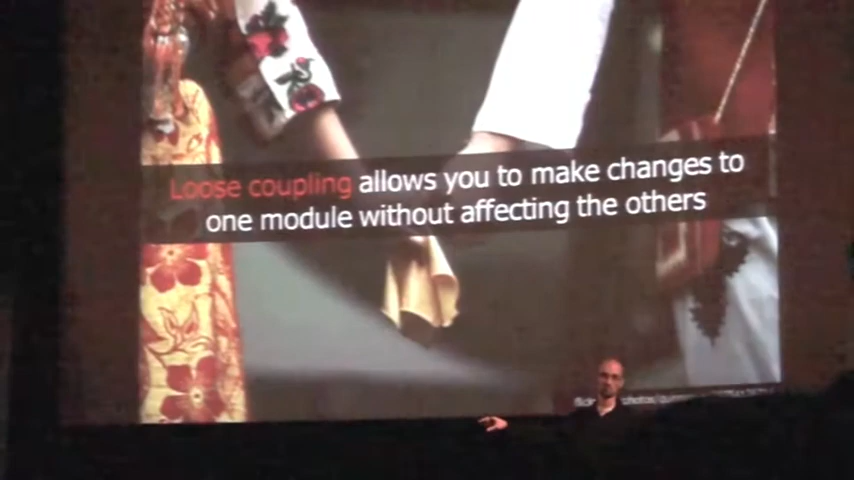 Loose coupling allows you to make changes to
one module without affecting the others